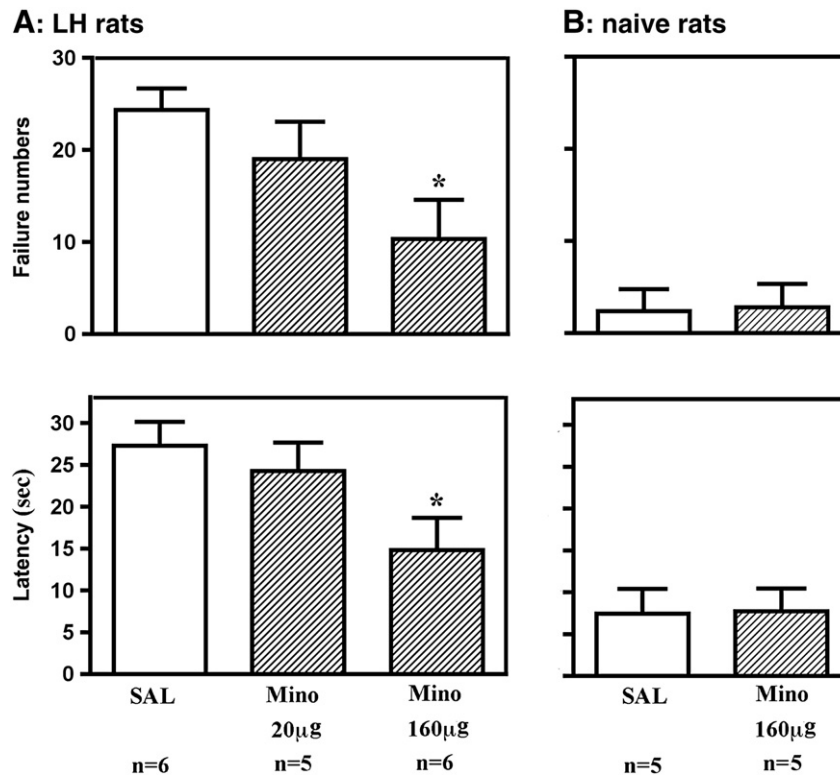 A: LH rats
B: naive rats
Failure numbers
30
20
10
0
*
Latency (sec)
30
25
20
15
10
5
0
*
SAL Mino Mino SAL Mino
20μg 160μg 160μg
n=6 n=5 n=6 n=5 n=5